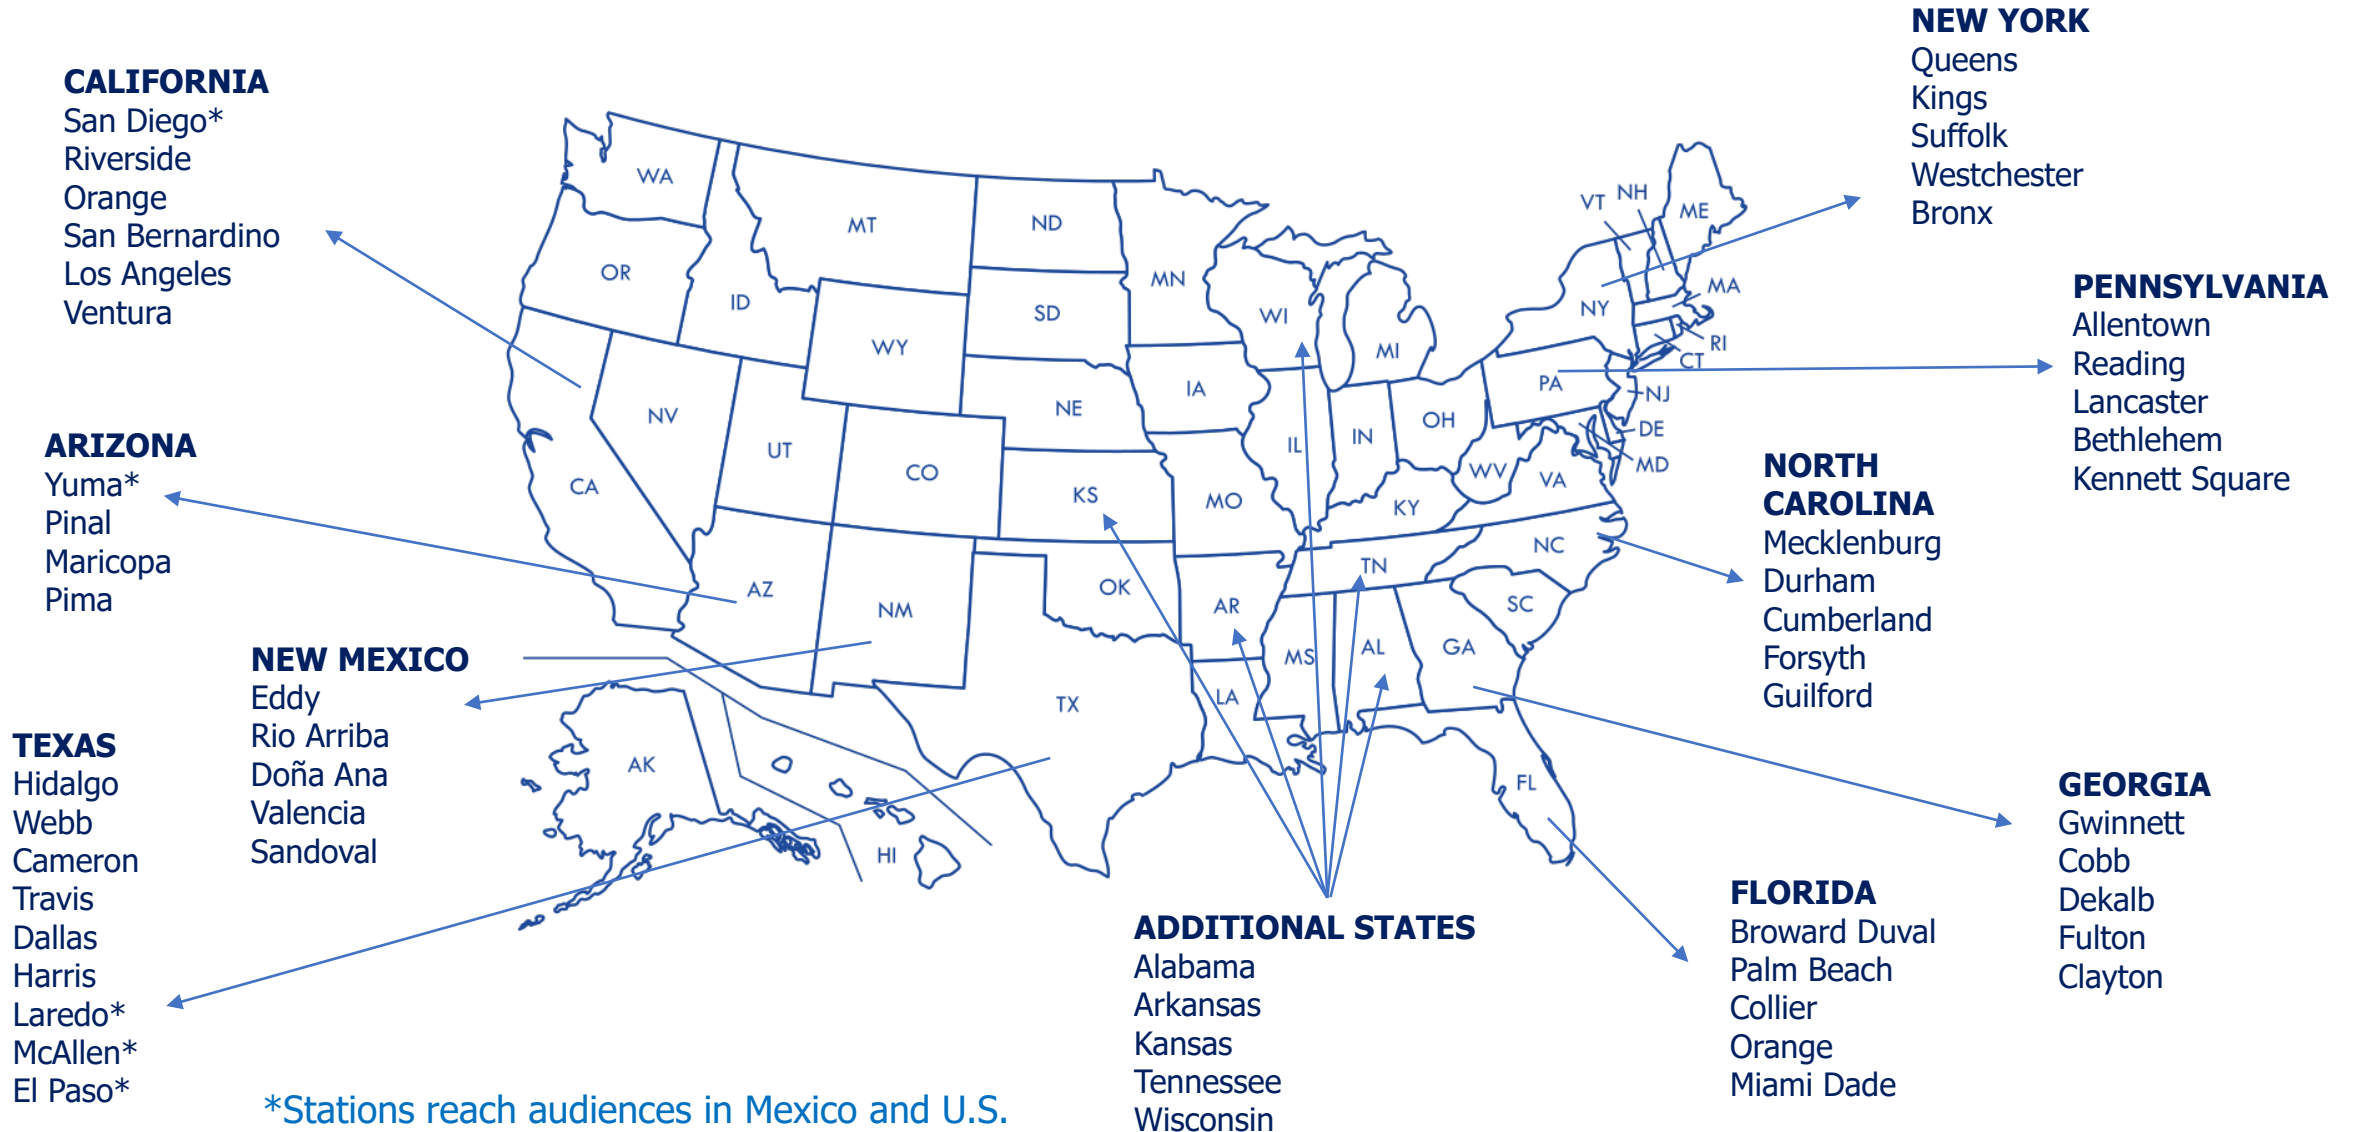 NEW YORK
Queens
Kings
Suffolk
Westchester
Bronx
CALIFORNIA
San Diego*
Riverside
Orange
San Bernardino
Los Angeles
Ventura
PENNSYLVANIA
Allentown
Reading
Lancaster
Bethlehem
Kennett Square
ARIZONA
Yuma*
Pinal
Maricopa
Pima
NORTH
CAROLINA
Mecklenburg
Durham
Cumberland
Forsyth
Guilford
NEW MEXICO
Eddy
Rio Arriba
Doña Ana
Valencia
Sandoval
TEXAS
Hidalgo
Webb
Cameron
Travis
Dallas
Harris
Laredo*
McAllen*
El Paso*
GEORGIA
Gwinnett
Cobb
Dekalb
Fulton
Clayton
FLORIDA
Broward Duval
Palm Beach
Collier
Orange
Miami Dade
ADDITIONAL STATES
Alabama
Arkansas
Kansas
Tennessee
Wisconsin
*Stations reach audiences in Mexico and U.S.
WA
OR
ID
MT
ND
SD
MN
WI
MI
WY
NE
IA
NV
UT
CO
KS
MO
IL
IN
OH
CA
AZ
NM
OK
TX
AR
LA
MS
AL
GA
FL
SC
NC
TN
KY
WV
VA
PA
NY
VT
NH
ME
MA
RI
CT
NJ
DE
MD
AK
HI